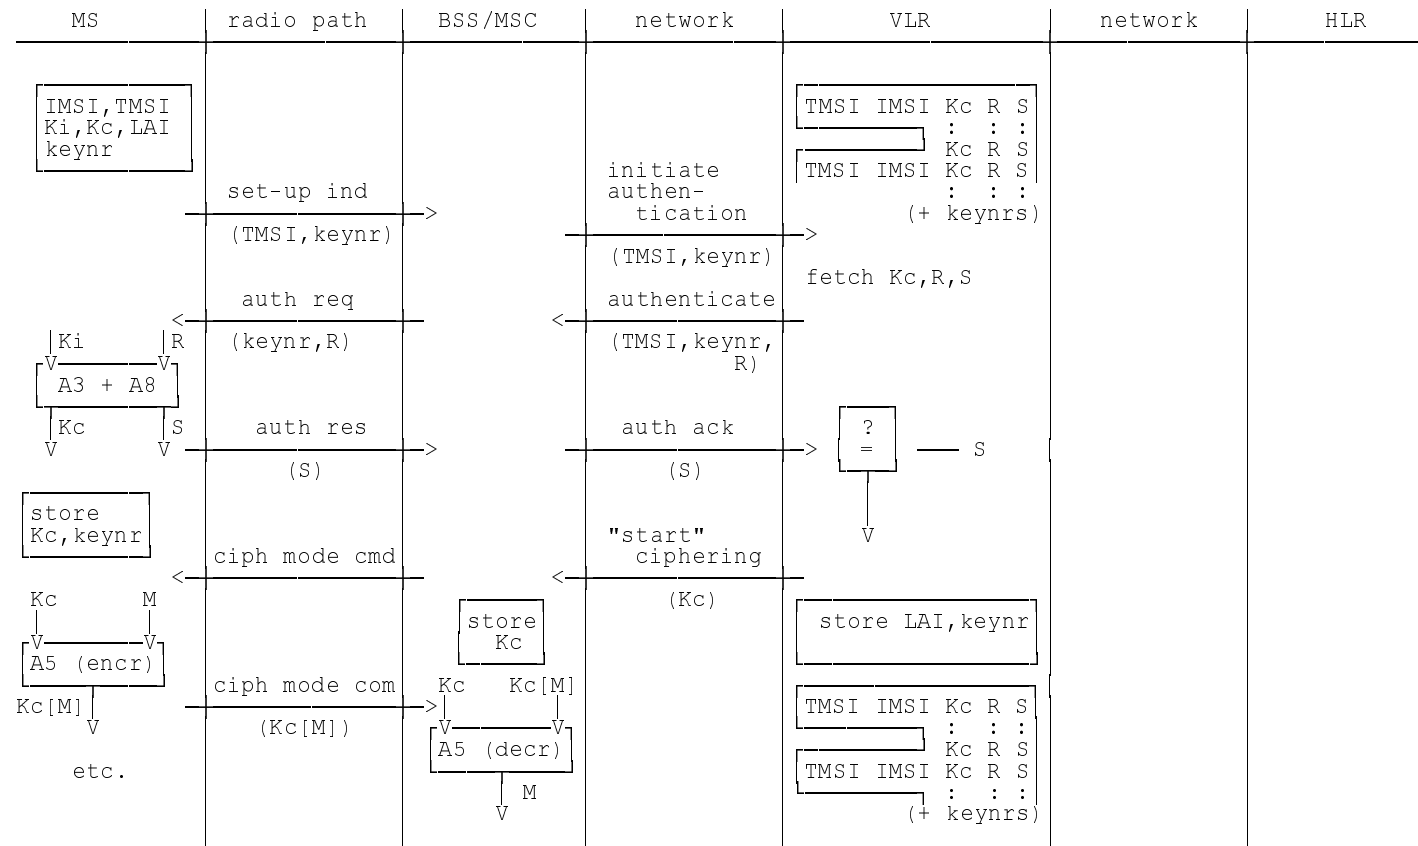 MS radio path BSS/MSC network VLR network HLR
IMSI,TMSI TMSI IMSI Kc R S
Ki,Kc,LAI : : :
keynr Kc R S
initiate TMSI IMSI Kc R S
set-up ind authen- : : :
> tication (+ keynrs)
(TMSI,keynr) >
(TMSI,keynr)
fetch Kc,R,S
auth req authenticate
< <
Ki R (keynr,R) (TMSI,keynr,
V V R)
A3 + A8
Kc S auth res auth ack ?
V V > > = S
(S) (S)
store
Kc,keynr "start" V
ciph mode cmd ciphering
< <
Kc M (Kc)
store store LAI,keynr
V V Kc
A5 (encr)
ciph mode com Kc Kc[M]
Kc[M] > TMSI IMSI Kc R S
V (Kc[M]) V V : : :
A5 (decr) Kc R S
etc. TMSI IMSI Kc R S
M : : :
V (+ keynrs)